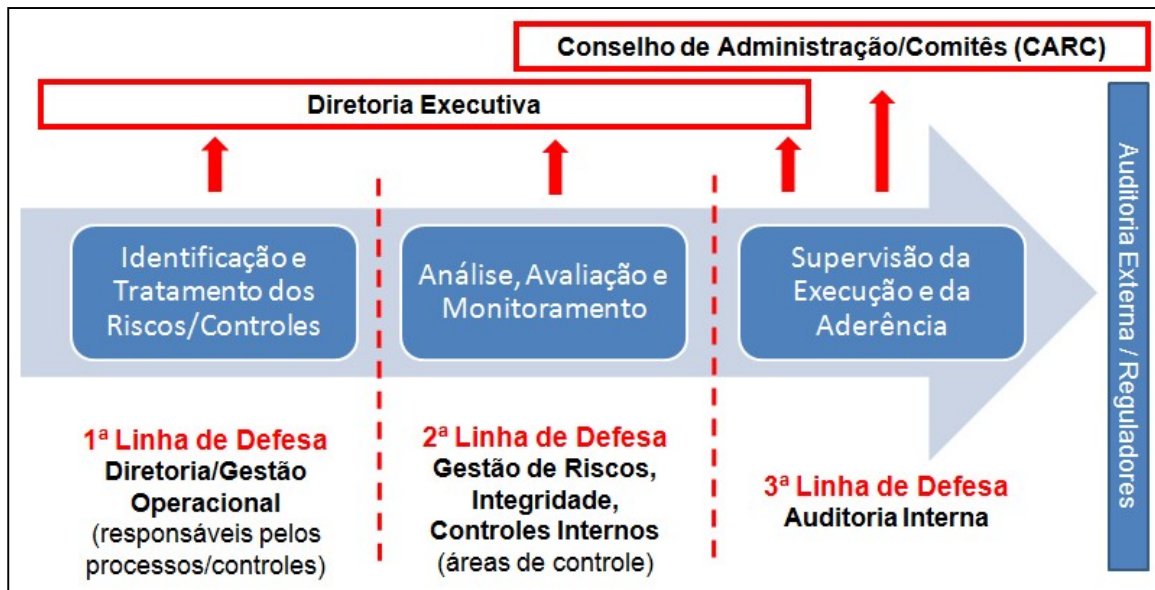 Conselho de Administração/Comitês (CARC)
Diretoria Executiva
Identificação e
Tratamento dos
Riscos/Controles
Análise, Avaliação e
Monitoramento
Supervisão da
Execução e da
Aderência
1ª Linha de Defesa
Diretoria/Gestão
Operacional
(responsáveis pelos
processos/controles)
2ª Linha de Defesa
Gestão de Riscos,
Integridade,
Controles Internos
(áreas de controle)
3ª Linha de Defesa
Auditoria Interna
Auditoria Externa / Reguladores